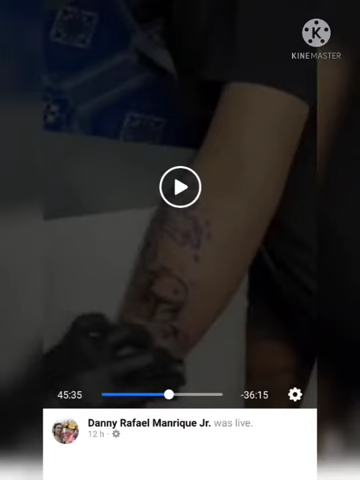 K
KINEMASTER
45:35
-36:15
Danny Rafael Manrique Jr. was live.
12 h ·